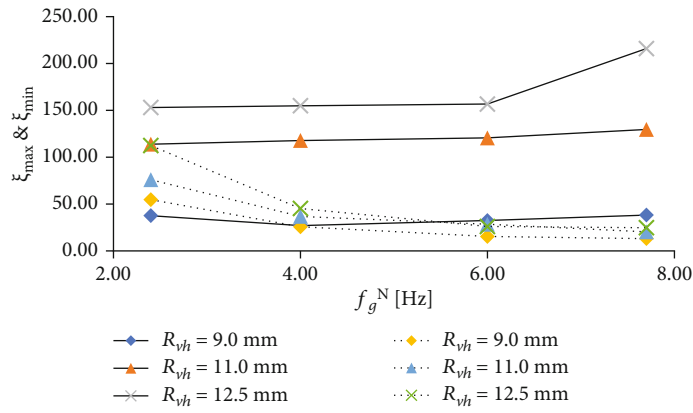 250.00
200.00
150.00
100.00
50.00
0.00
ξmax & ξmin
2.00 4.00 6.00 8.00
fgN [Hz]
Rvh = 9.0 mm Rvh = 9.0 mm
Rvh = 11.0 mm Rvh = 11.0 mm
Rvh = 12.5 mm Rvh = 12.5 mm